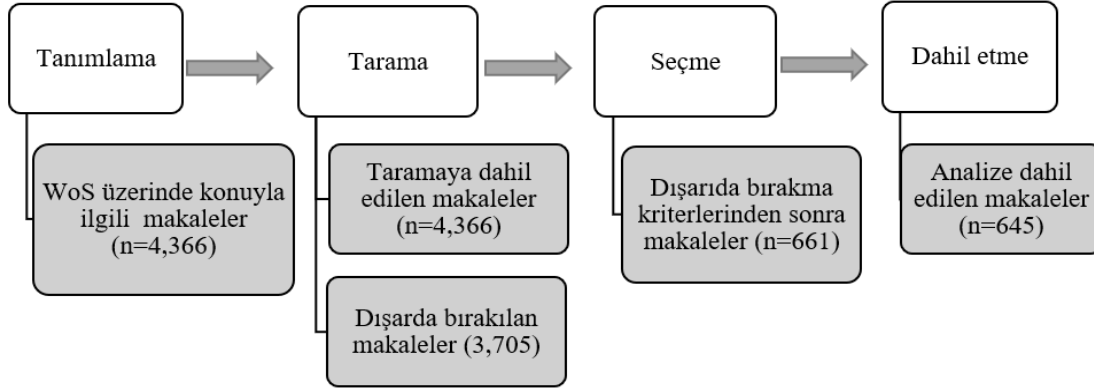 Tanımlama
Tarama
Seçme
Dahil etme
WoS üzerinde konuyla
ilgili makaleler
(n=4,366)
Taramaya dahil
edilen makaleler
(n=4,366)
Dışarda bırakılan
makaleler (3,705)
Dışarıda bırakma
kriterlerinden sonra
makaleler (n=661)
Analize dahil
edilen makaleler
(n=645)